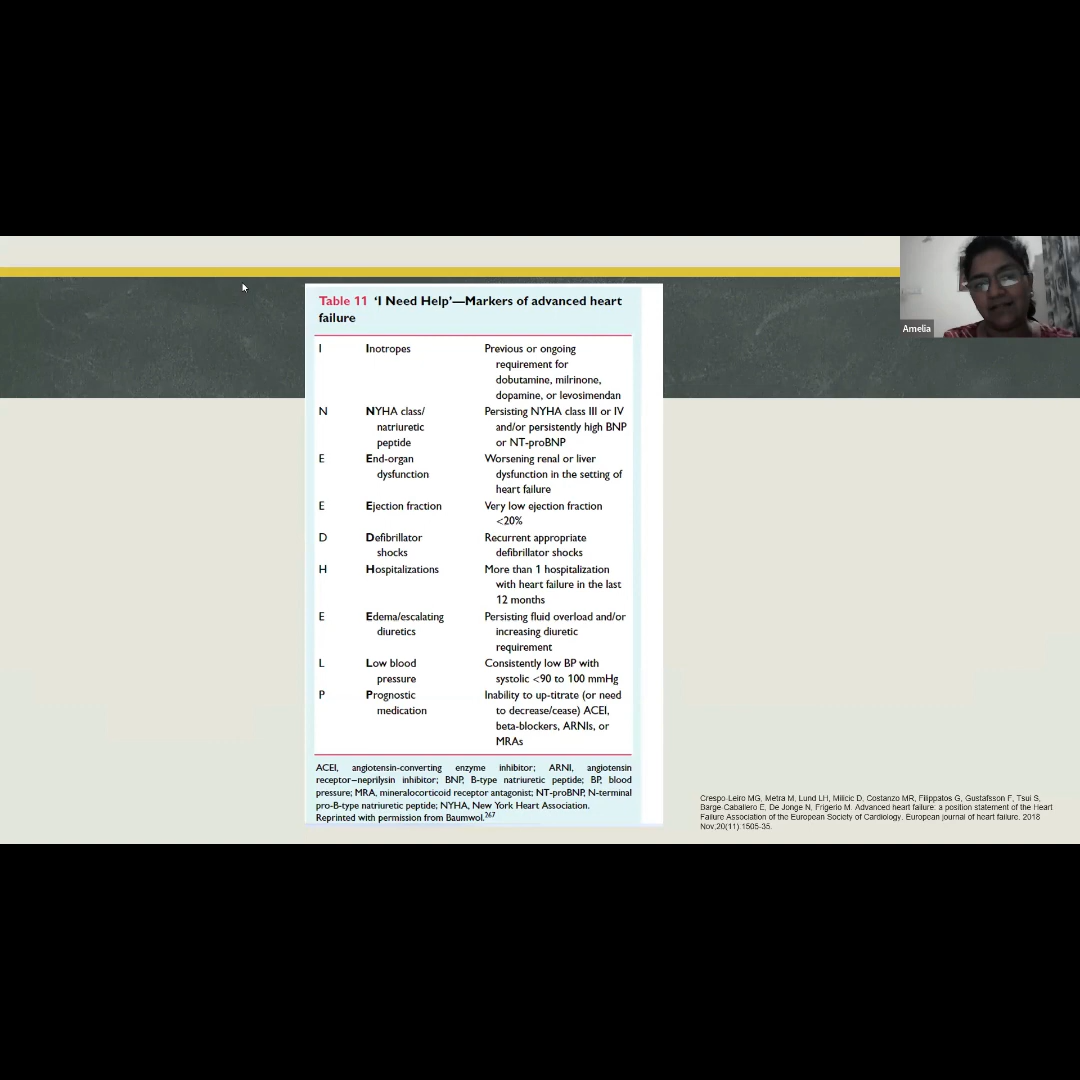 Table 11 'I Need Help'—Markers of advanced heart
failure
I Inotropes Previous or ongoing
requirement for
dobutamine, milrinone,
dopamine, or levosimendan
N NYHA class/ Persisting NYHA class III or IV
natriuretic and/or persistently high BNP
peptide or NT-proBNP
E End-organ Worsening renal or liver
dysfunction dysfunction in the setting of
heart failure
E Ejection fraction Very low ejection fraction
<20%
D Defibrillator Recurrent appropriate
shocks defibrillator shocks
H Hospitalizations More than 1 hospitalization
with heart failure in the last
12 months
E Edema/escalating Persisting fluid overload and/or
diuretics increasing diuretic
requirement
L Low blood Consistently low BP with
pressure systolic <90 to 100 mmHg
P Prognostic Inability to up-titrate (or need
medication to decrease/cease) ACEI,
beta-blockers, ARNIs, or
MRAs
ACEI, angiotensin-converting enzyme inhibitor; ARNI, angiotensin
receptor–neprilysin inhibitor; BNP, B-type natriuretic peptide; BP, blood
pressure; MRA, mineralocorticoid receptor antagonist; NT-proBNP, N-terminal
pro-B-type natriuretic peptide; NYHA, New York Heart Association.
Reprinted with permission from Baumwol.267
Amelia
Crespo-Leiro MG, Metra M, Lund LH, Milicic D, Costanzo MR, Filippatos G, Gustafsson F, Tsui S,
Barge-Caballero E, De Jonge N, Frigerio M. Advanced heart failure: a position statement of the Heart
Failure Association of the European Society of Cardiology. European journal of heart failure. 2018
Nov;20(11):1505-35.